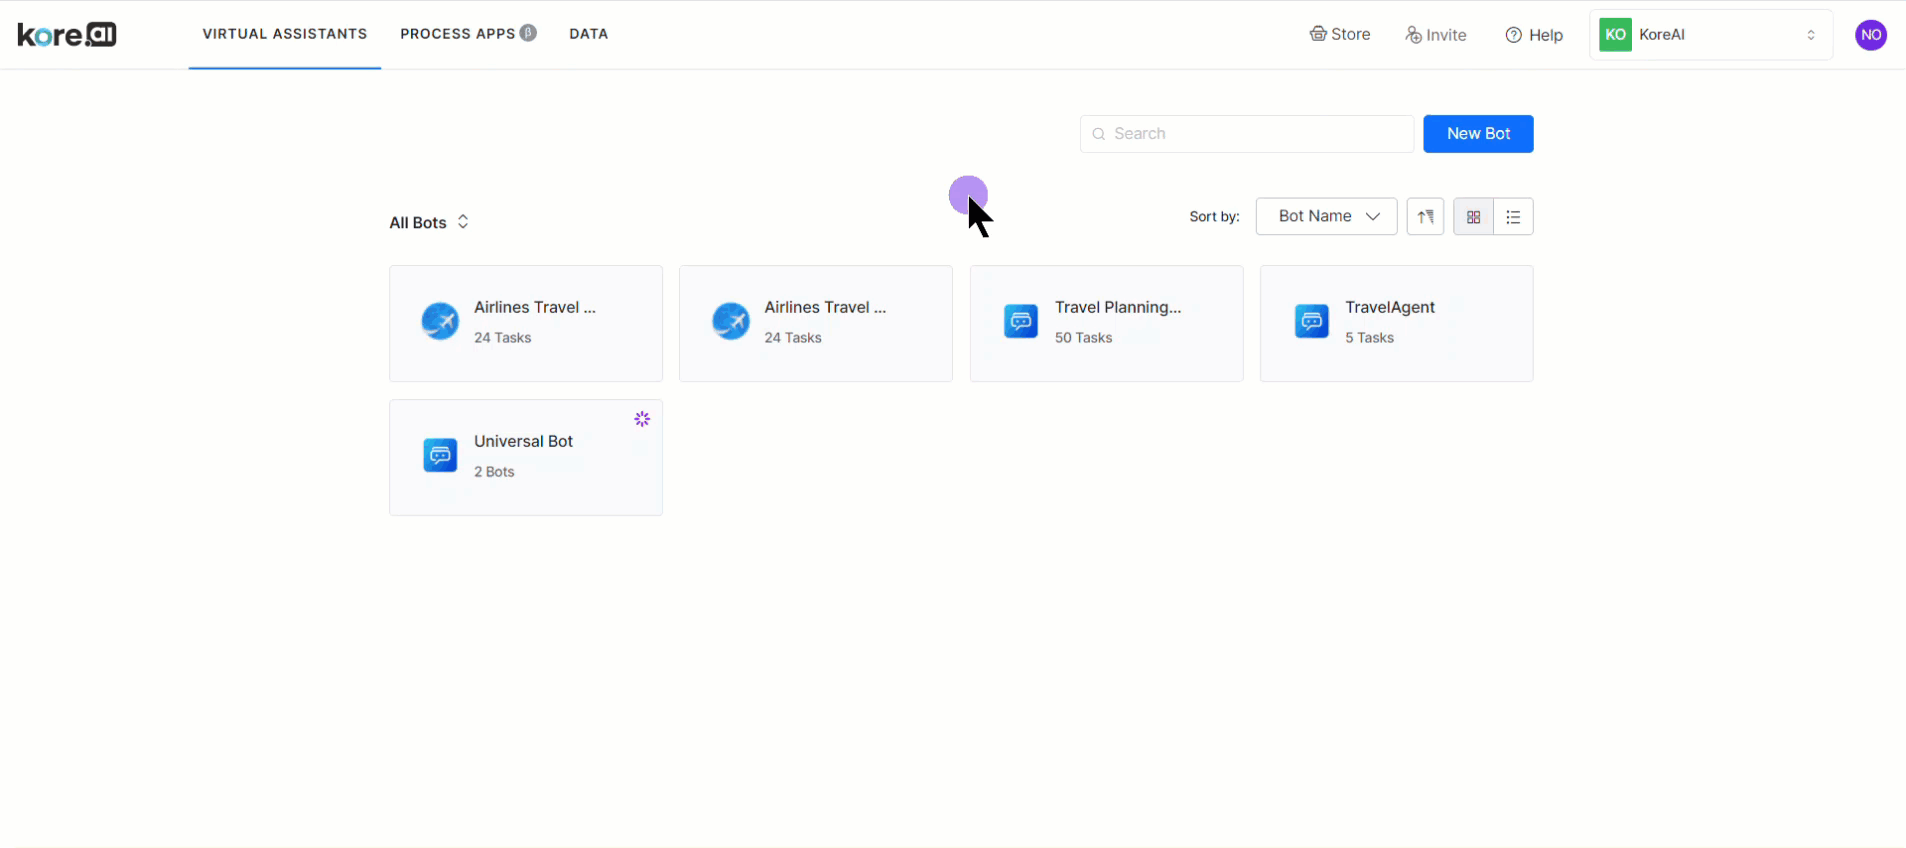 kore.ai
VIRTUAL ASSISTANTS
PROCESS APPS β
DATA
Store
Invite
Help
KO KoreAI
NO
Search
New Bot
All Bots
Sort by:
Bot Name
Airlines Travel ...
24 Tasks
Airlines Travel ...
24 Tasks
Travel Planning...
50 Tasks
TravelAgent
5 Tasks
Universal Bot
2 Bots